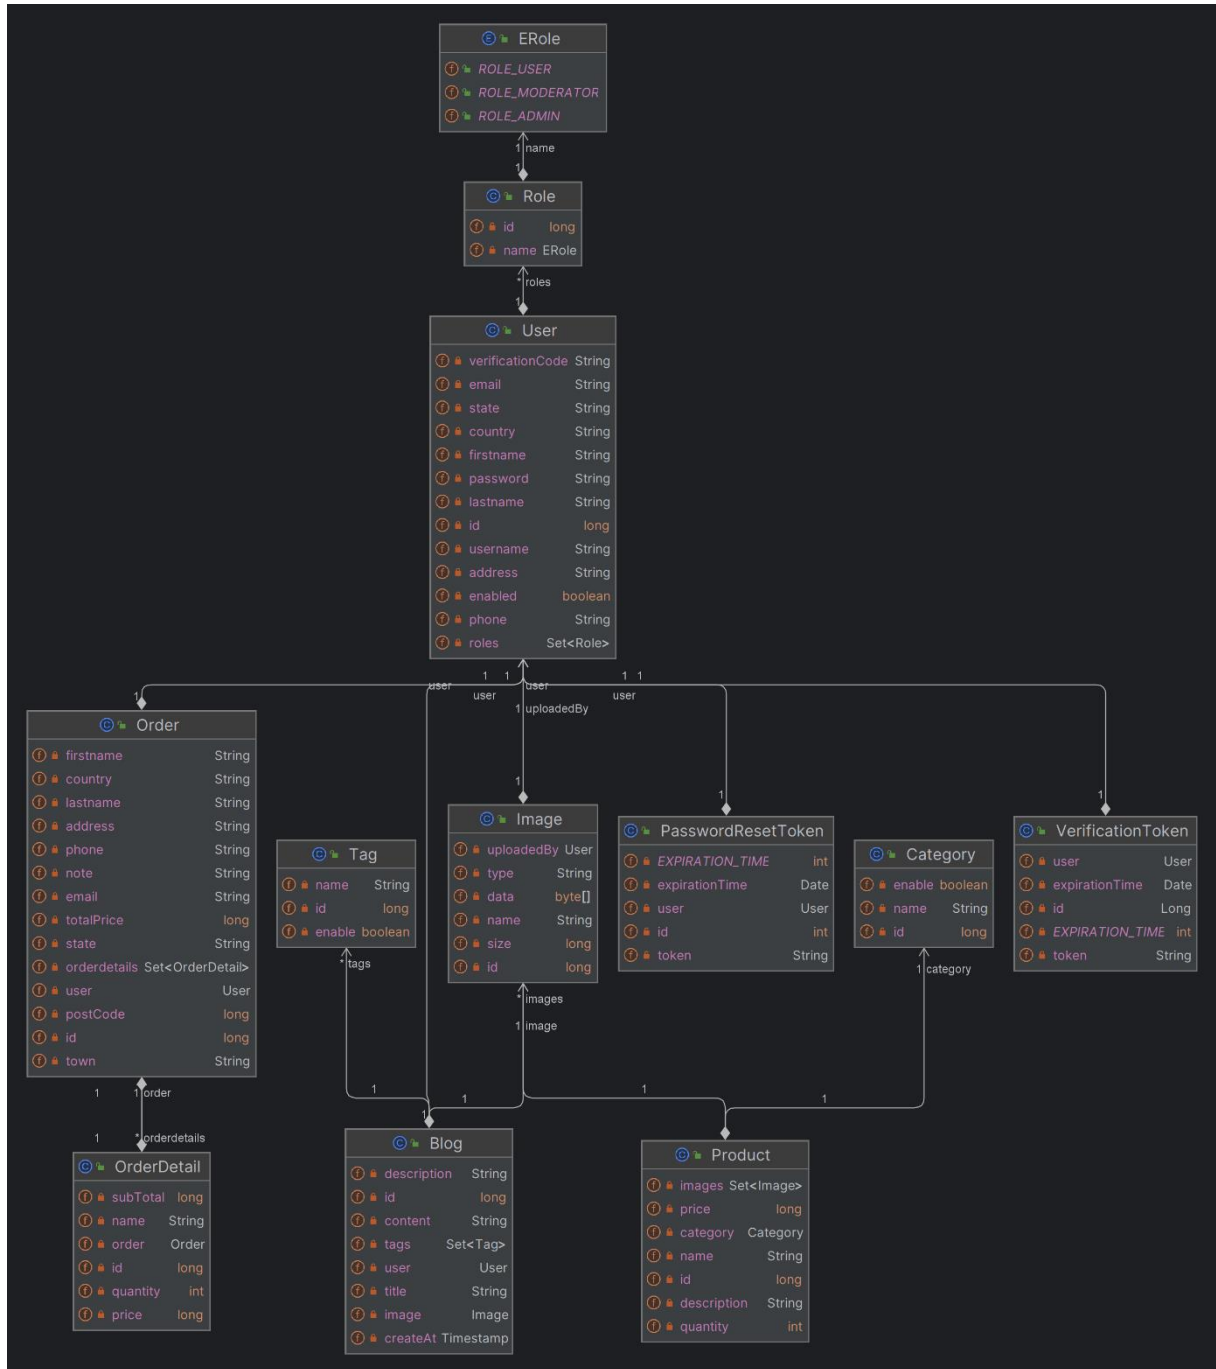 ERole
ROLE_USER
ROLE_MODERATOR
ROLE_ADMIN
1 name
1
Role
id long
name ERole
* roles
1
User
verificationCode String
email String
state String
country String
firstname String
password String
lastname String
id long
username String
address String
enabled boolean
phone String
roles Set<Role>
1 1 1 1
user user user user
1 uploadedBy
1
Order
firstname String
country String
lastname String
address String
phone String
note String
email String
totalPrice long
state String
orderdetails Set<OrderDetail>
user User
postCode long
id long
town String
Tag
name String
id long
enable boolean
* tags
1
Image
uploadedBy User
type String
data byte[]
name String
size long
id long
* images
1 image
1
PasswordResetToken
EXPIRATION_TIME int
expirationTime Date
user User
id int
token String
Category
enable boolean
name String
id long
1 category
1
VerificationToken
user User
expirationTime Date
id Long
EXPIRATION_TIME int
token String
1 1 order
1 * orderdetails
OrderDetail
subTotal long
name String
order Order
id long
quantity int
price long
1 1 1
1 1
Blog
description String
id long
content String
tags Set<Tag>
user User
title String
image Image
createAt Timestamp
Product
images Set<Image>
price long
category Category
name String
id long
description String
quantity int